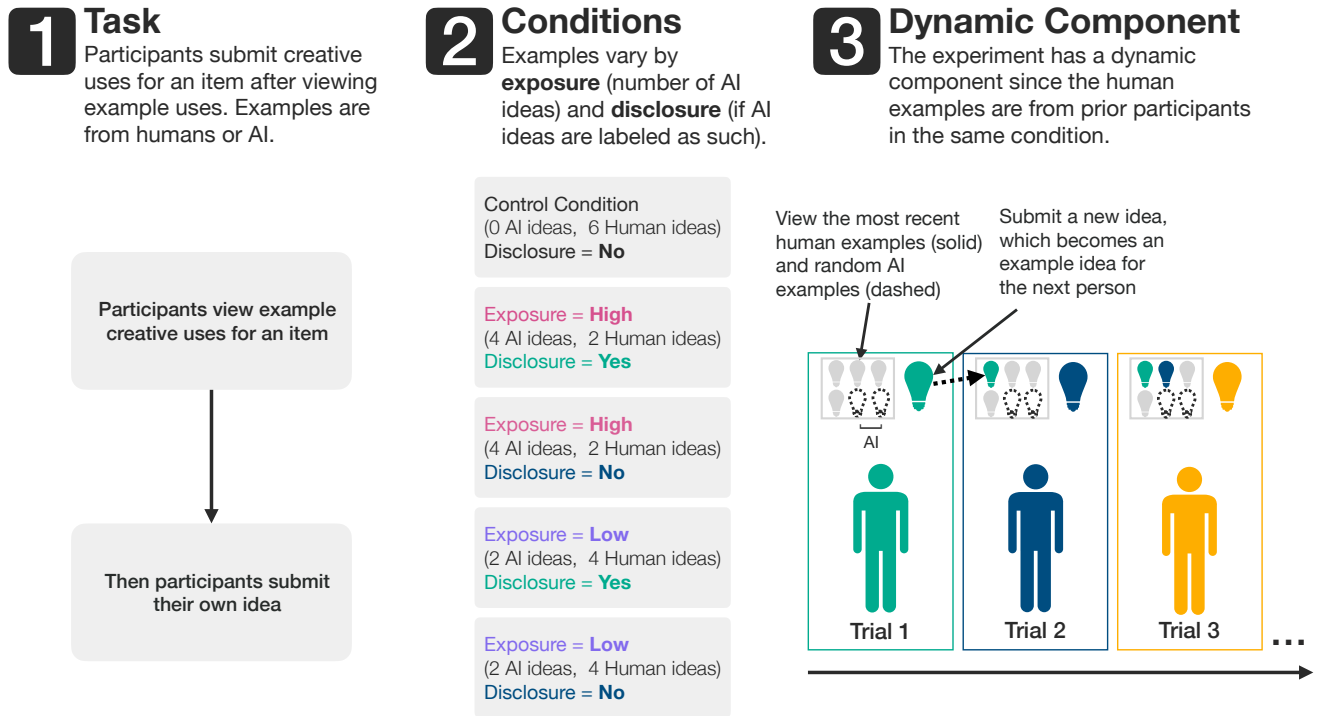 1
Task
Participants submit creative
uses for an item after viewing
example uses. Examples are
from humans or AI.
Participants view example
creative uses for an item
Then participants submit
their own idea
2
Conditions
Examples vary by
exposure (number of AI
ideas) and disclosure (if AI
ideas are labeled as such).
Control Condition
(0 AI ideas, 6 Human ideas)
Disclosure = No
Exposure = High
(4 AI ideas, 2 Human ideas)
Disclosure = Yes
Exposure = High
(4 AI ideas, 2 Human ideas)
Disclosure = No
Exposure = Low
(2 AI ideas, 4 Human ideas)
Disclosure = Yes
Exposure = Low
(2 AI ideas, 4 Human ideas)
Disclosure = No
3
Dynamic Component
The experiment has a dynamic
component since the human
examples are from prior participants
in the same condition.
View the most recent
human examples (solid)
and random AI
examples (dashed)
Submit a new idea,
which becomes an
example idea for
the next person
AI
Trial 1
Trial 2
Trial 3
...